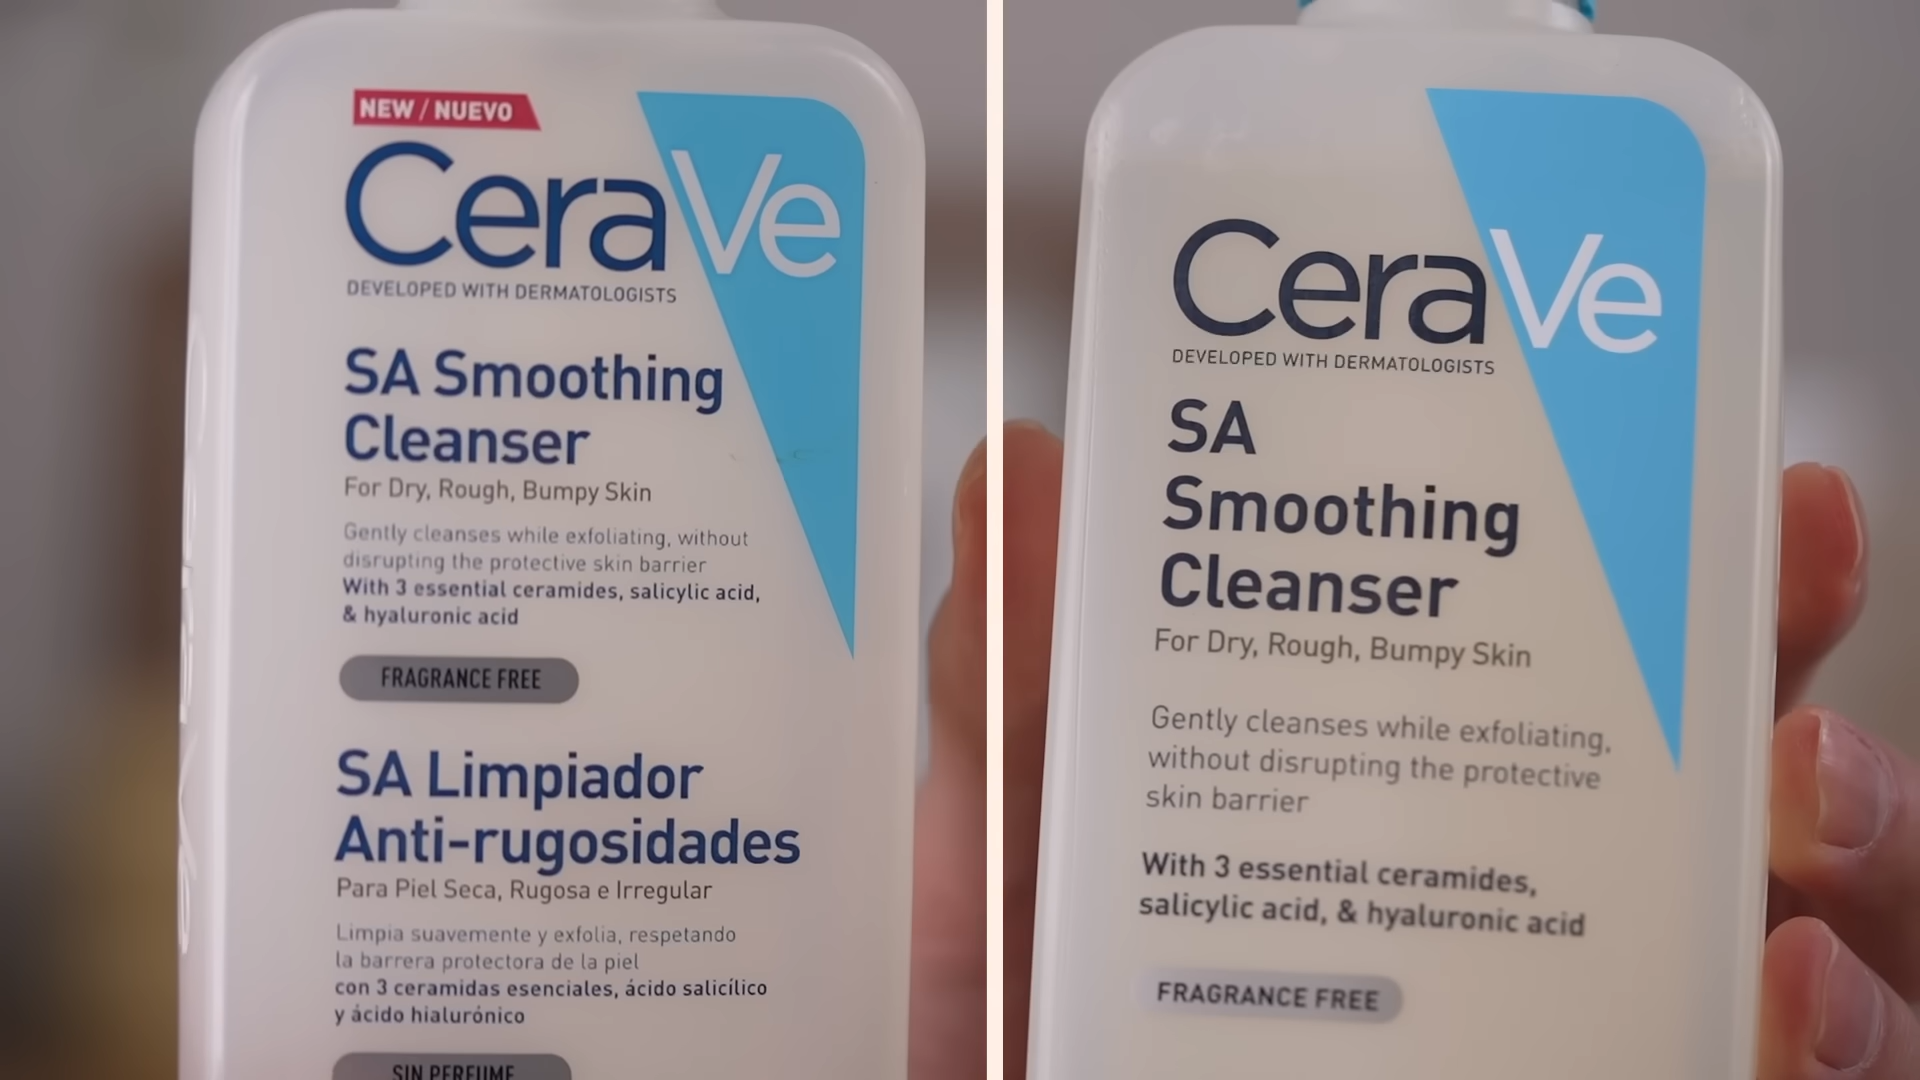 NEW / NUEVO
CeraVe
DEVELOPED WITH DERMATOLOGISTS
SA Smoothing
Cleanser
For Dry, Rough, Bumpy Skin
Gently cleanses while exfoliating, without
disrupting the protective skin barrier
With 3 essential ceramides, salicylic acid,
& hyaluronic acid
FRAGRANCE FREE
SA Limpiador
Anti-rugosidades
Para Piel Seca, Rugosa e Irregular
Limpia suavemente y exfolia, respetando
la barrera protectora de la piel
con 3 ceramidas esenciales, ácido salicílico
y ácido hialurónico
SIN PERFUME
CeraVe
DEVELOPED WITH DERMATOLOGISTS
SA
Smoothing
Cleanser
For Dry, Rough, Bumpy Skin
Gently cleanses while exfoliating,
without disrupting the protective
skin barrier
With 3 essential ceramides,
salicylic acid, & hyaluronic acid
FRAGRANCE FREE